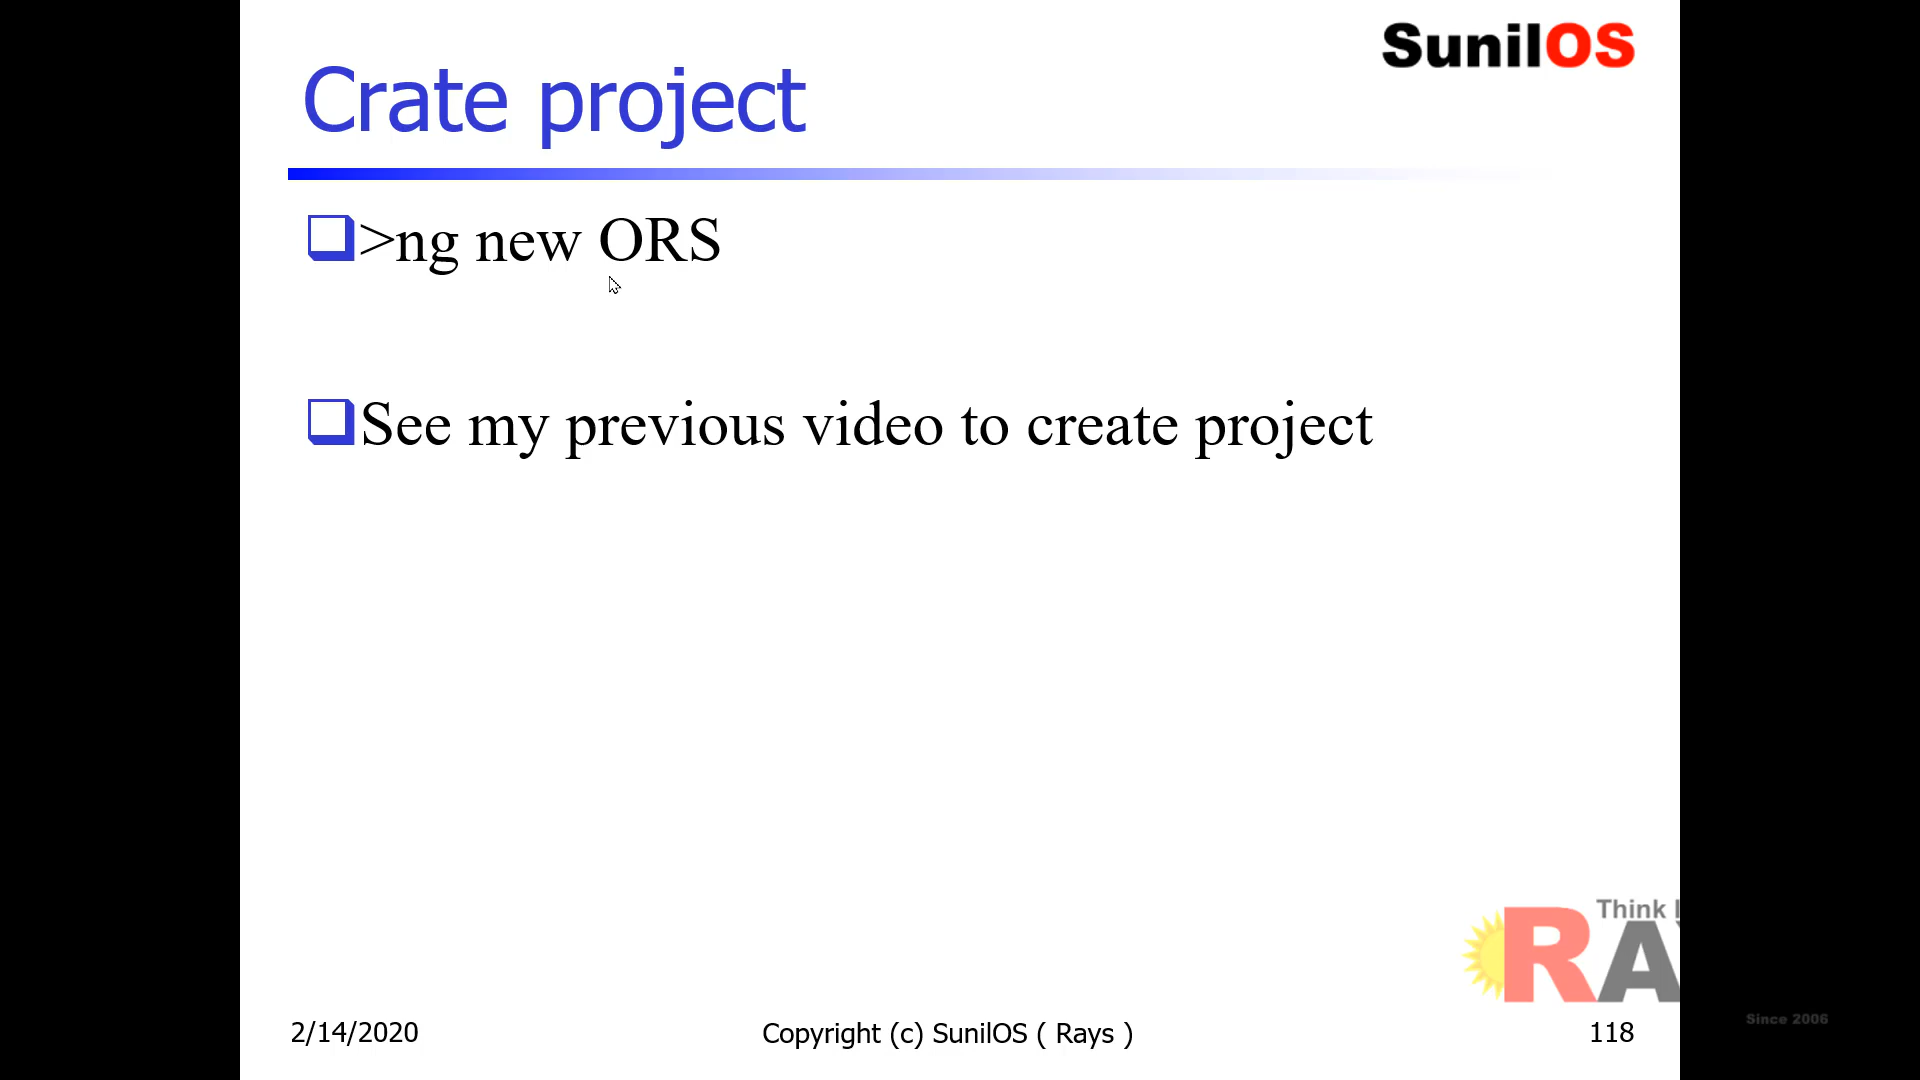 SunilOS
Crate project
>ng new ORS
See my previous video to create project
Think
RA
2/14/2020
Copyright (c) SunilOS ( Rays )
118
Since 2006